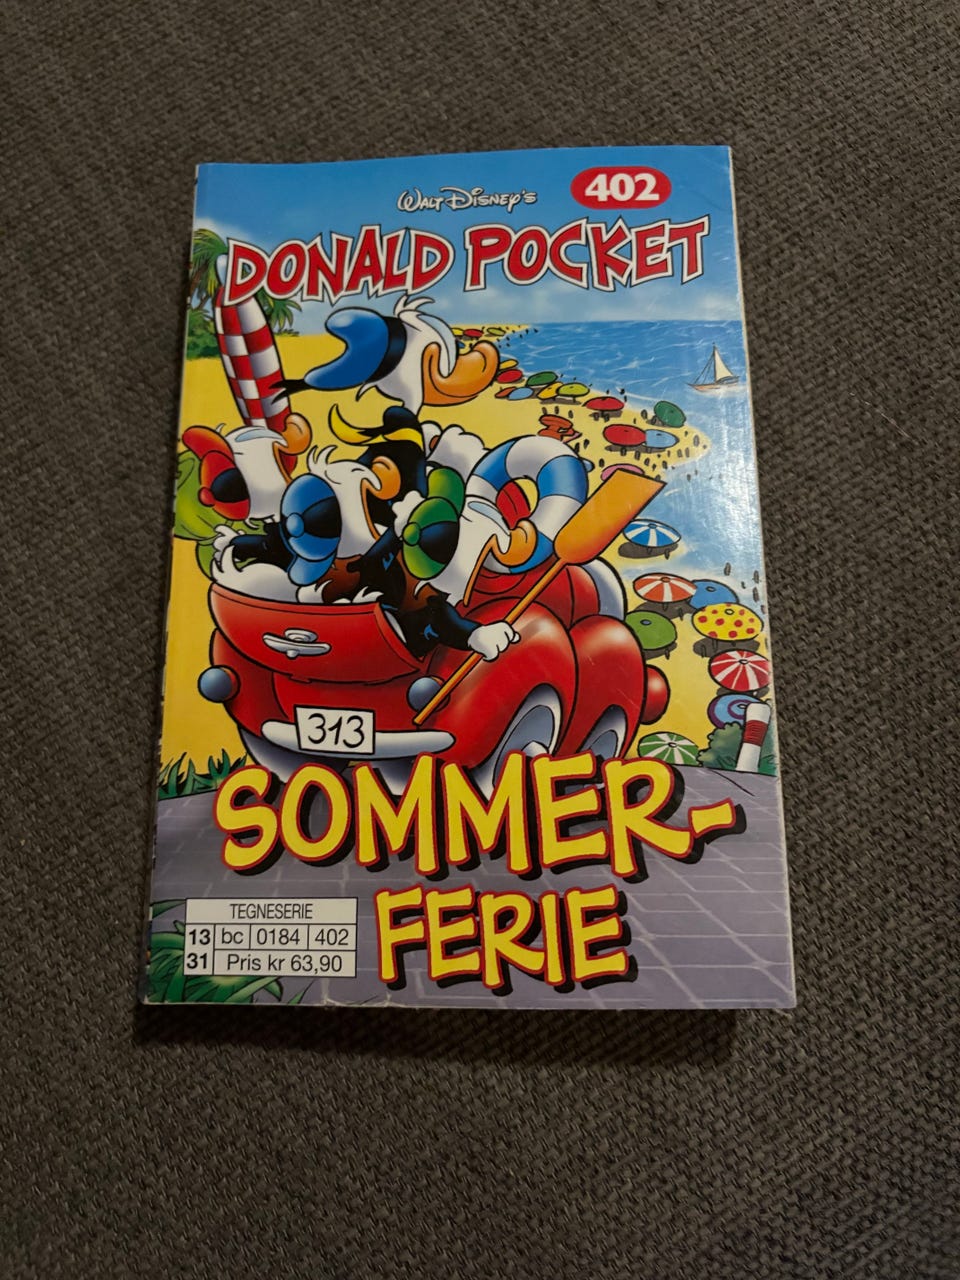 Walt Disney's
402
DONALD POCKET
313
SOMMER-
FERIE
TEGNESERIE
13 bc 0184 402
31 Pris kr 63,90